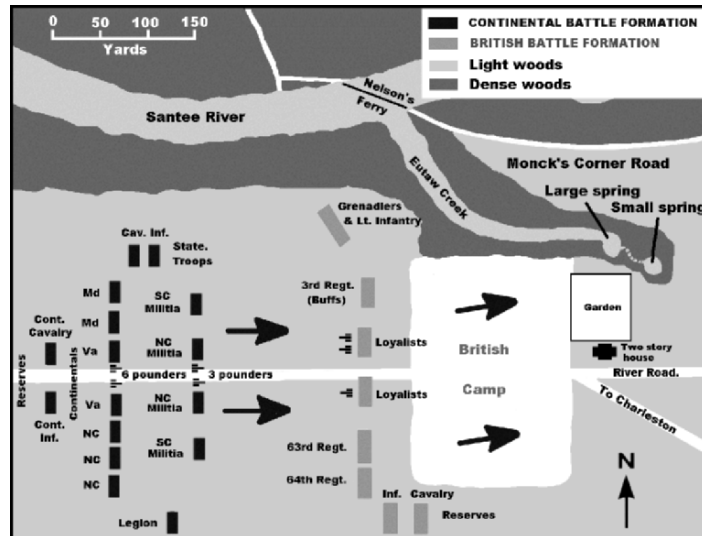 0 50 100 150
Yards
CONTINENTAL BATTLE FORMATION
BRITISH BATTLE FORMATION
Light woods
Dense woods
Nelson's
Ferry
Santee River
Eutaw Creek
Monck's Corner Road
Large spring
Small spring
Grenadiers
& Lt. Infantry
Cav. Inf.
State.
Troops
Md
SC
Militia
3rd Regt.
(Buffs)
Garden
Cont.
Cavalry
Md
Va
NC
Militia
Loyalists
British
Two story
house
Reserves
Continentals
6 pounders
3 pounders
River Road.
Camp
To Charleston
Cont.
Inf.
Va
NC
Militia
Loyalists
NC
SC
Militia
63rd Regt.
NC
NC
64th Regt.
N
Inf. Cavalry
Reserves
Legion